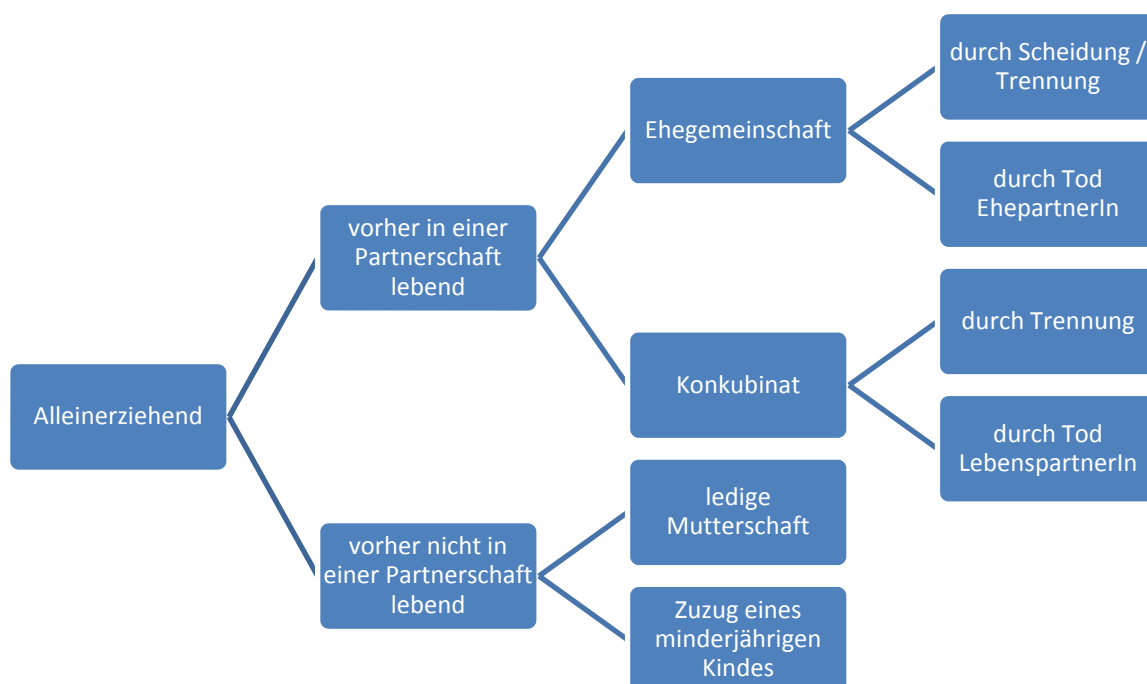 Alleinerziehend
vorher in einer
Partnerschaft
lebend
Ehegemeinschaft
durch Scheidung /
Trennung
durch Tod
EhepartnerIn
Konkubinat
durch Trennung
durch Tod
LebenspartnerIn
vorher nicht in
einer Partnerschaft
lebend
ledige
Mutterschaft
Zuzug eines
minderjährigen
Kindes